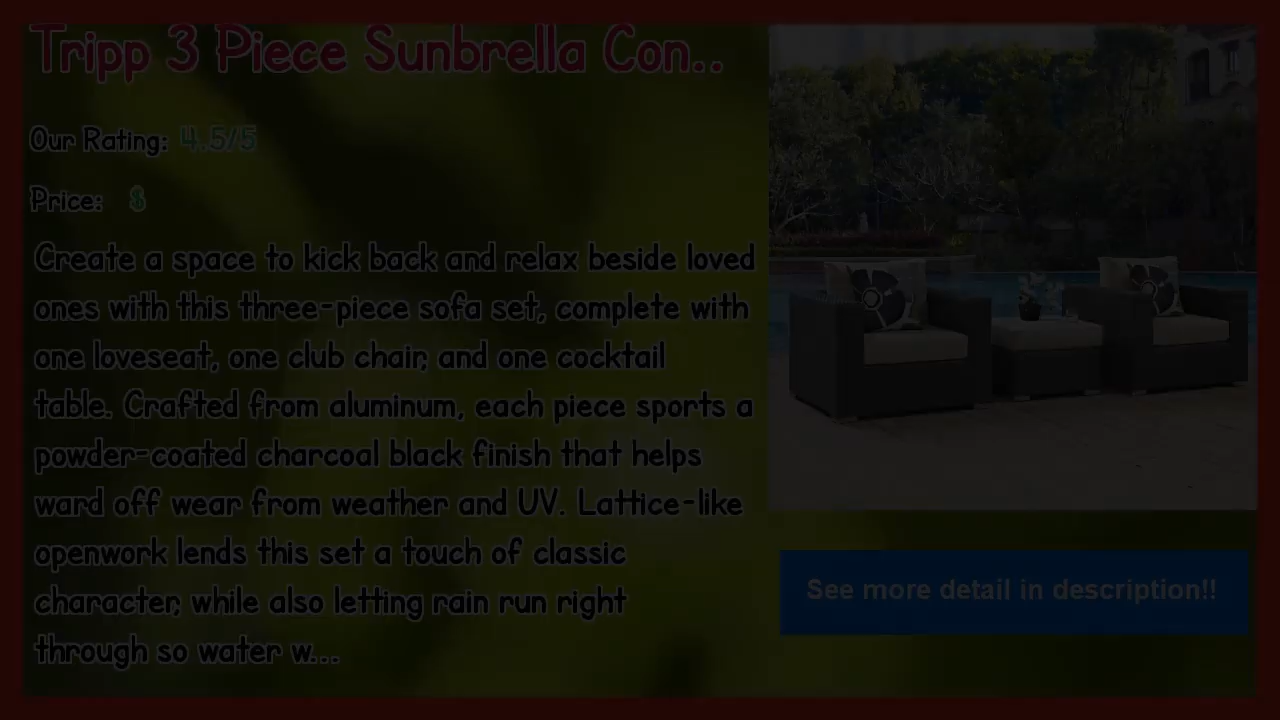 Tripp 3 Piece Sunbrella Con..
Our Rating: 4.5/5
Price: $
Create a space to kick back and relax beside loved
ones with this three-piece sofa set, complete with
one loveseat, one club chair, and one cocktail
table. Crafted from aluminum, each piece sports a
powder-coated charcoal black finish that helps
ward off wear from weather and UV. Lattice-like
openwork lends this set a touch of classic
character, while also letting rain run right
through so water w...
See more detail in description!!